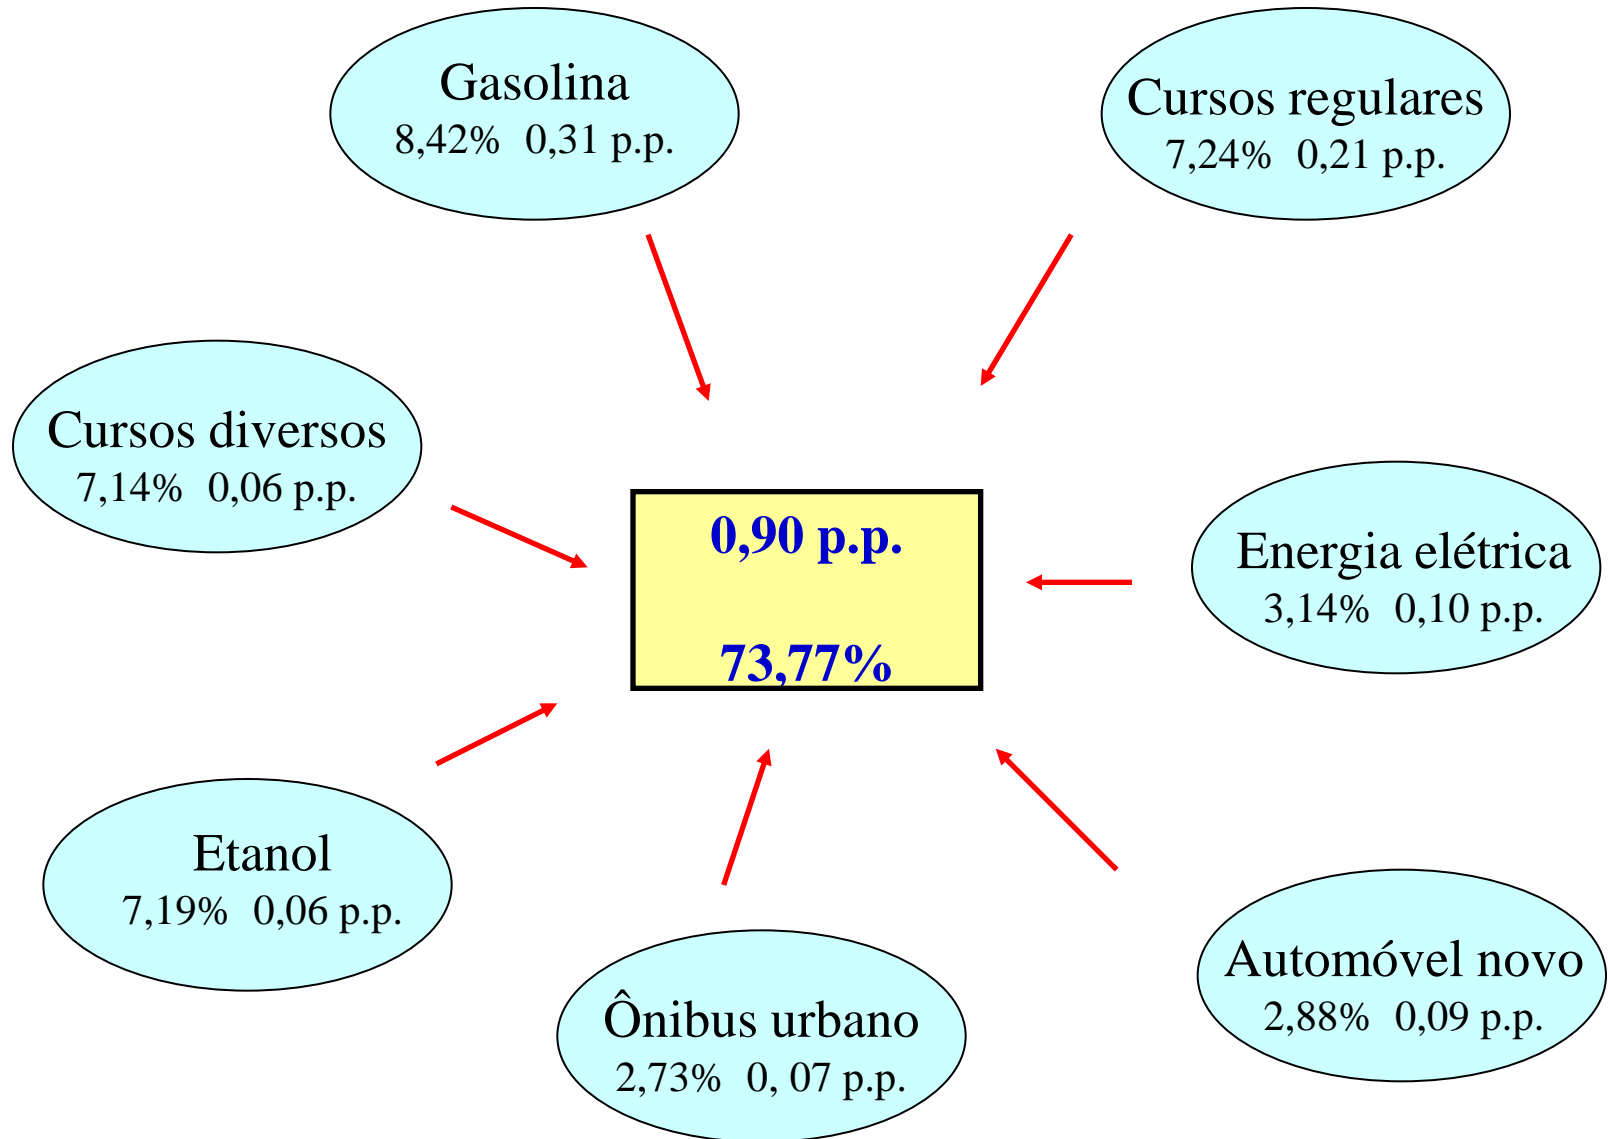 Gasolina
8,42% 0,31 p.p.
Cursos regulares
7,24% 0,21 p.p.
Cursos diversos
7,14% 0,06 p.p.
0,90 p.p.
73,77%
Energia elétrica
3,14% 0,10 p.p.
Etanol
7,19% 0,06 p.p.
Ônibus urbano
2,73% 0, 07 p.p.
Automóvel novo
2,88% 0,09 p.p.